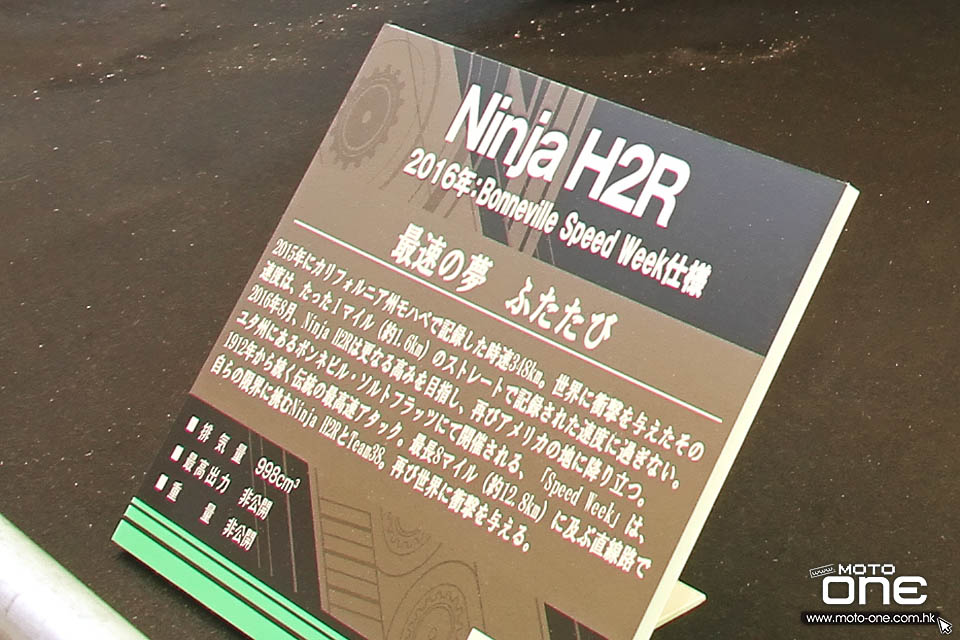 Ninja H2R
2016年:Bonneville Speed Week仕様
最速の夢 ふたたび
2015年にカリフォルニア州モハベで記録した時速348km。世界に衝撃を与えたその
速度は、たった1マイル(約1.6km)のストレートで記録された速度に過ぎない。
2016年8月、Ninja H2Rは更なる高みを目指し、再びアメリカの地に降り立つ。
ユタ州にあるボンネビル・ソルトフラッツにて開催される、「Speed Week」は、
1912年から続く伝統の最高速アタック。最長8マイル(約12.8km)に及ぶ直線路で
自らの限界に挑むNinja H2RとTeam38。再び世界に衝撃を与える。
■排気量 998cm³
■最高出力 非公開
■重量 非公開
www. MOTO
ONE
www.moto-one.com.hk